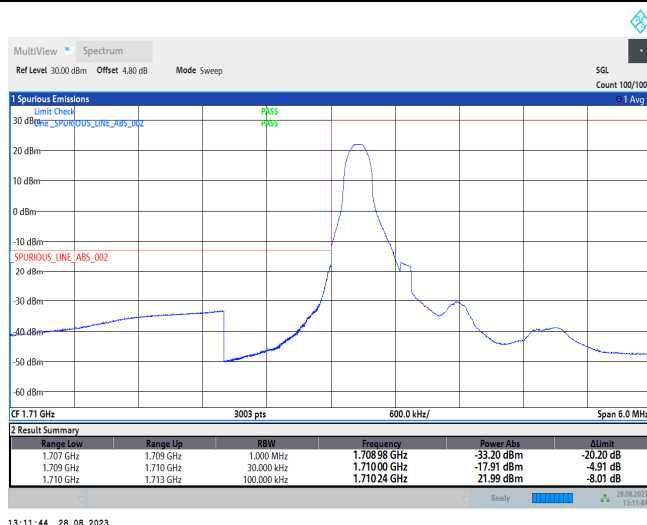 MultiView Spectrum
Ref Level 30.00 dBm Offset 4.80 dB Mode Sweep SGL
Count 100/100
1 Spurious Emissions 1 Avg
Limit Check PASS
30 dBm
Line _SPURIOUS_LINE_ABS_002 PASS
20 dBm
10 dBm
0 dBm
-10 dBm
_SPURIOUS_LINE_ABS_002
20 dBm
-30 dBm
-40 dBm
-50 dBm
-60 dBm
CF 1.71 GHz 3003 pts 600.0 kHz/ Span 6.0 MHz
2 Result Summary
Range Low Range Up RBW Frequency Power Abs ΔLimit
1.707 GHz 1.709 GHz 1.000 MHz 1.70898 GHz -33.20 dBm -20.20 dB
1.709 GHz 1.710 GHz 30.000 kHz 1.71000 GHz -17.91 dBm -4.91 dB
1.710 GHz 1.713 GHz 100.000 kHz 1.71024 GHz 21.99 dBm -8.01 dB
Ready 28.08.2023
13:11:44
13:11:44 28.08.2023